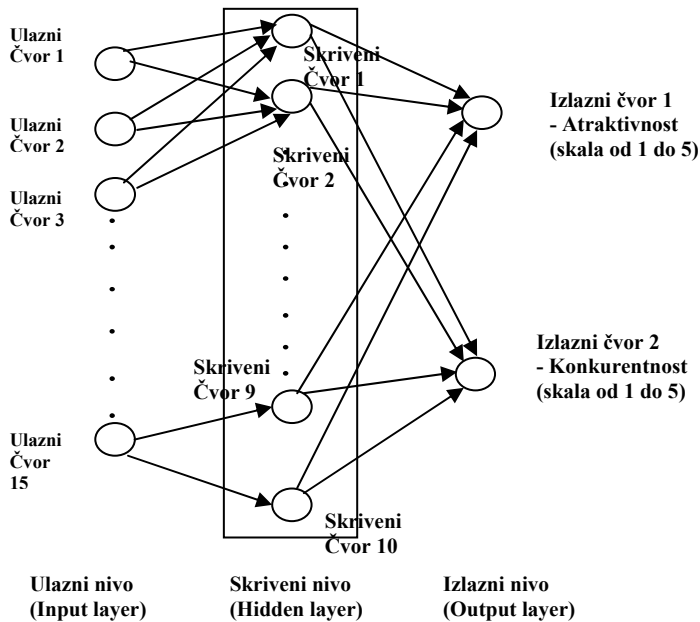 Ulazni
Čvor 1
Ulazni
Čvor 2
Ulazni
Čvor 3
Ulazni
Čvor
15
Skriveni
Čvor 1
Skriveni
Čvor 2
Skriveni
Čvor 9
Skriveni
Čvor 10
Izlazni čvor 1
- Atraktivnost
(skala od 1 do 5)
Izlazni čvor 2
- Konkurentnost
(skala od 1 do 5)
Ulazni nivo
(Input layer)
Skriveni nivo
(Hidden layer)
Izlazni nivo
(Output layer)